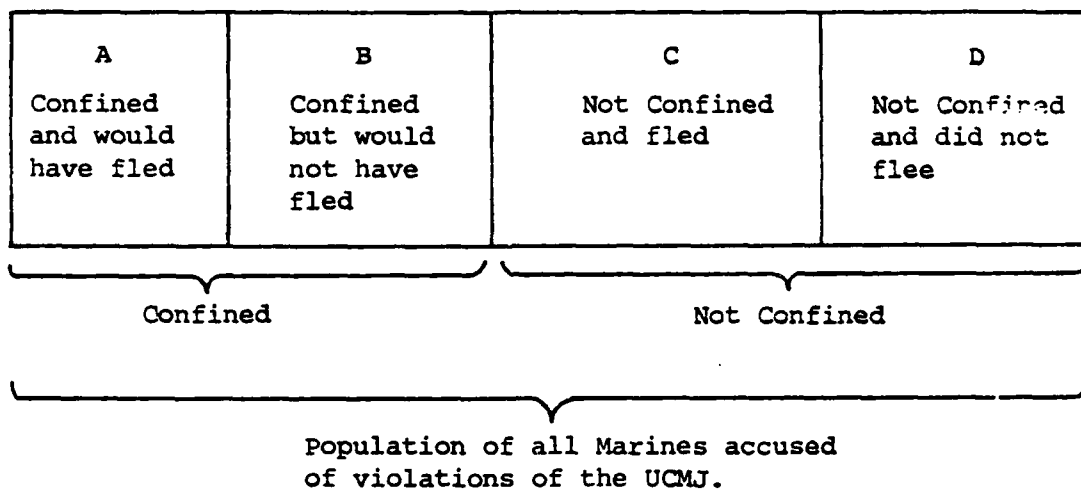 A
Confined
and would
have fled
B
Confined
but would
not have
fled
C
Not Confined
and fled
D
Not Confined
and did not
flee
Confined
Not Confined
Population of all Marines accused
of violations of the UCMJ.